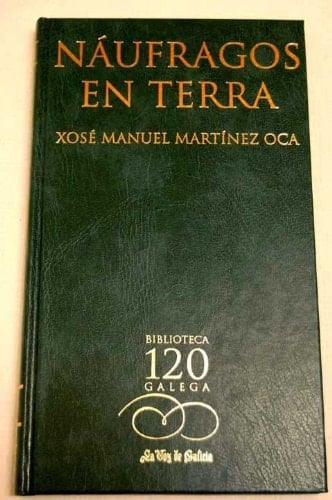 NÁUFRAGOS
EN TERRA
XOSÉ MANUEL MARTÍNEZ OCA
BIBLIOTECA
120
GALEGA
La Voz de Galicia